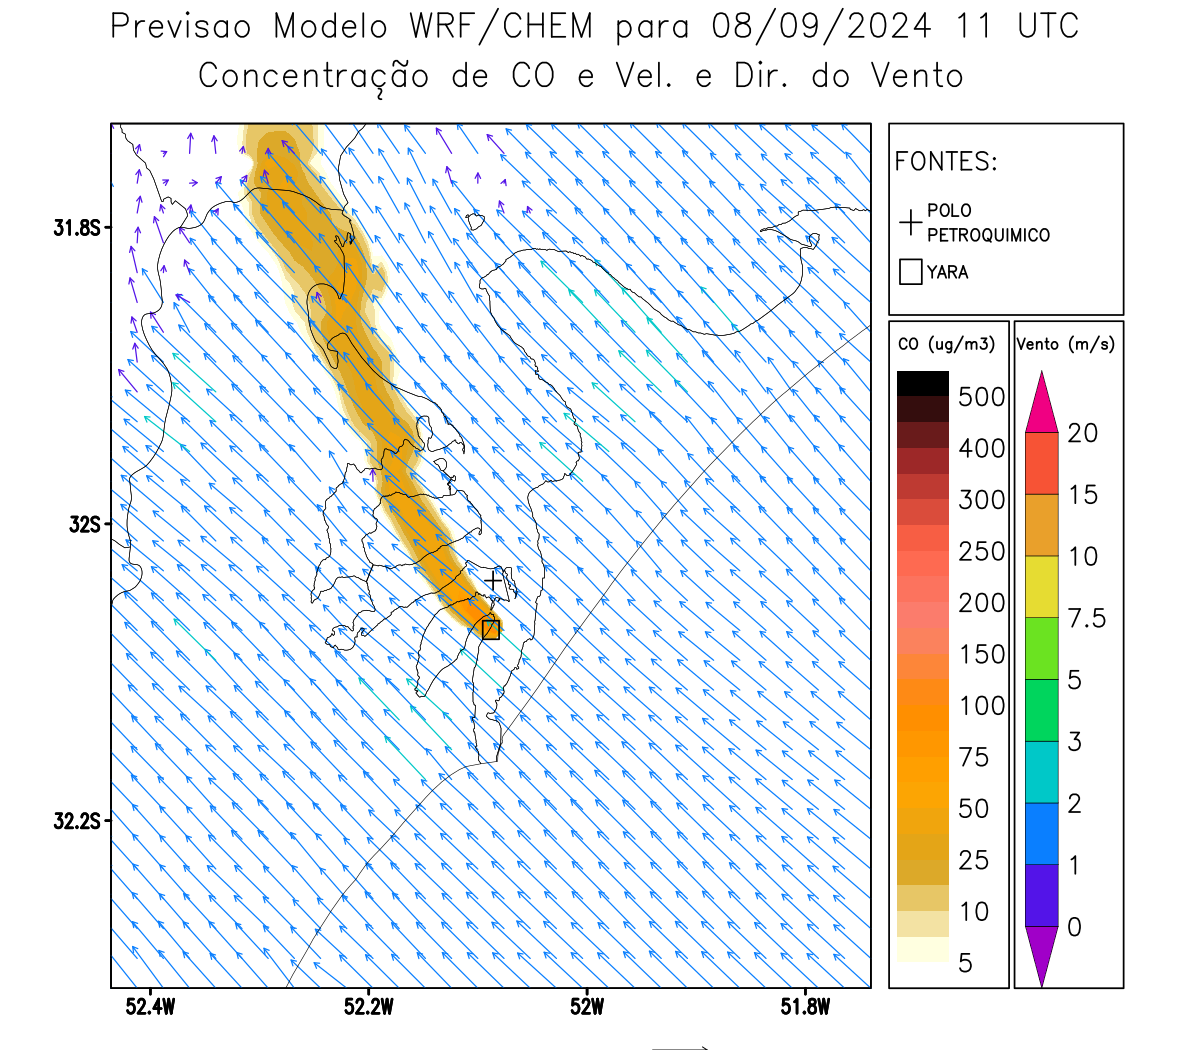 Previsao Modelo WRF/CHEM para 08/09/2024 11 UTC
Concentração de CO e Vel. e Dir. do Vento
FONTES:
POLO
PETROQUIMICO
YARA
CO (ug/m3)
500
400
300
250
200
150
100
75
50
25
10
5
Vento (m/s)
20
15
10
7.5
5
3
2
1
0
31.8S
32S
32.2S
52.4W
52.2W
52W
51.8W